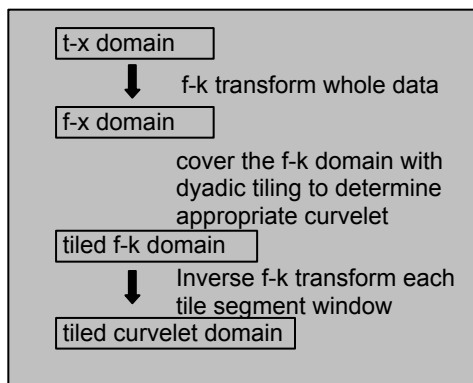 t-x domain
f-k transform whole data
f-x domain
cover the f-k domain with
dyadic tiling to determine
appropriate curvelet
tiled f-k domain
Inverse f-k transform each
tile segment window
tiled curvelet domain